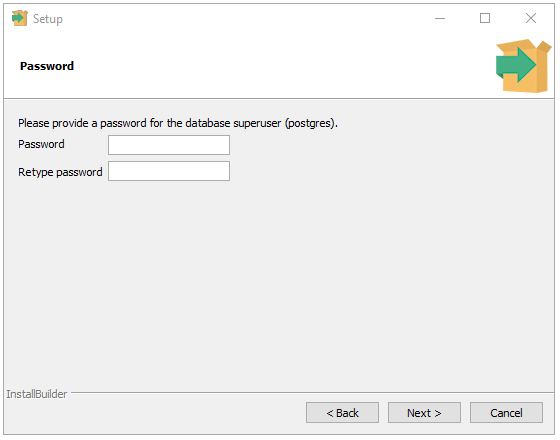 Setup
Password
Please provide a password for the database superuser (postgres).
Password
Retype password
InstallBuilder
< Back
Next >
Cancel